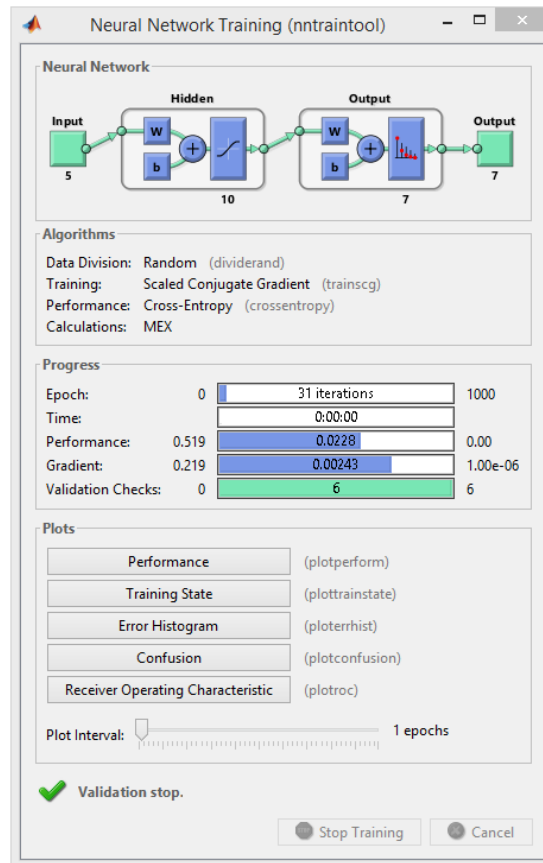 Neural Network Training (nntraintool)
Neural Network
Hidden Output
Input W b + W b + Output
5 10 7 7
Algorithms
Data Division: Random (dividerand)
Training: Scaled Conjugate Gradient (trainscg)
Performance: Cross-Entropy (crossentropy)
Calculations: MEX
Progress
Epoch: 0 31 iterations 1000
Time: 0:00:00
Performance: 0.519 0.0228 0.00
Gradient: 0.219 0.00243 1.00e-06
Validation Checks: 0 6 6
Plots
Performance (plotperform)
Training State (plottrainstate)
Error Histogram (ploterrhist)
Confusion (plotconfusion)
Receiver Operating Characteristic (plotroc)
Plot Interval: 1 epochs
Validation stop.
Stop Training Cancel